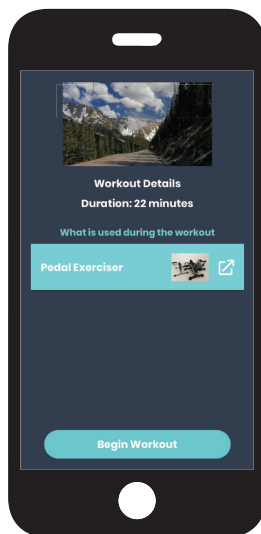 Workout Details
Duration: 22 minutes
What is used during the workout
Pedal Exerciser
Begin Workout